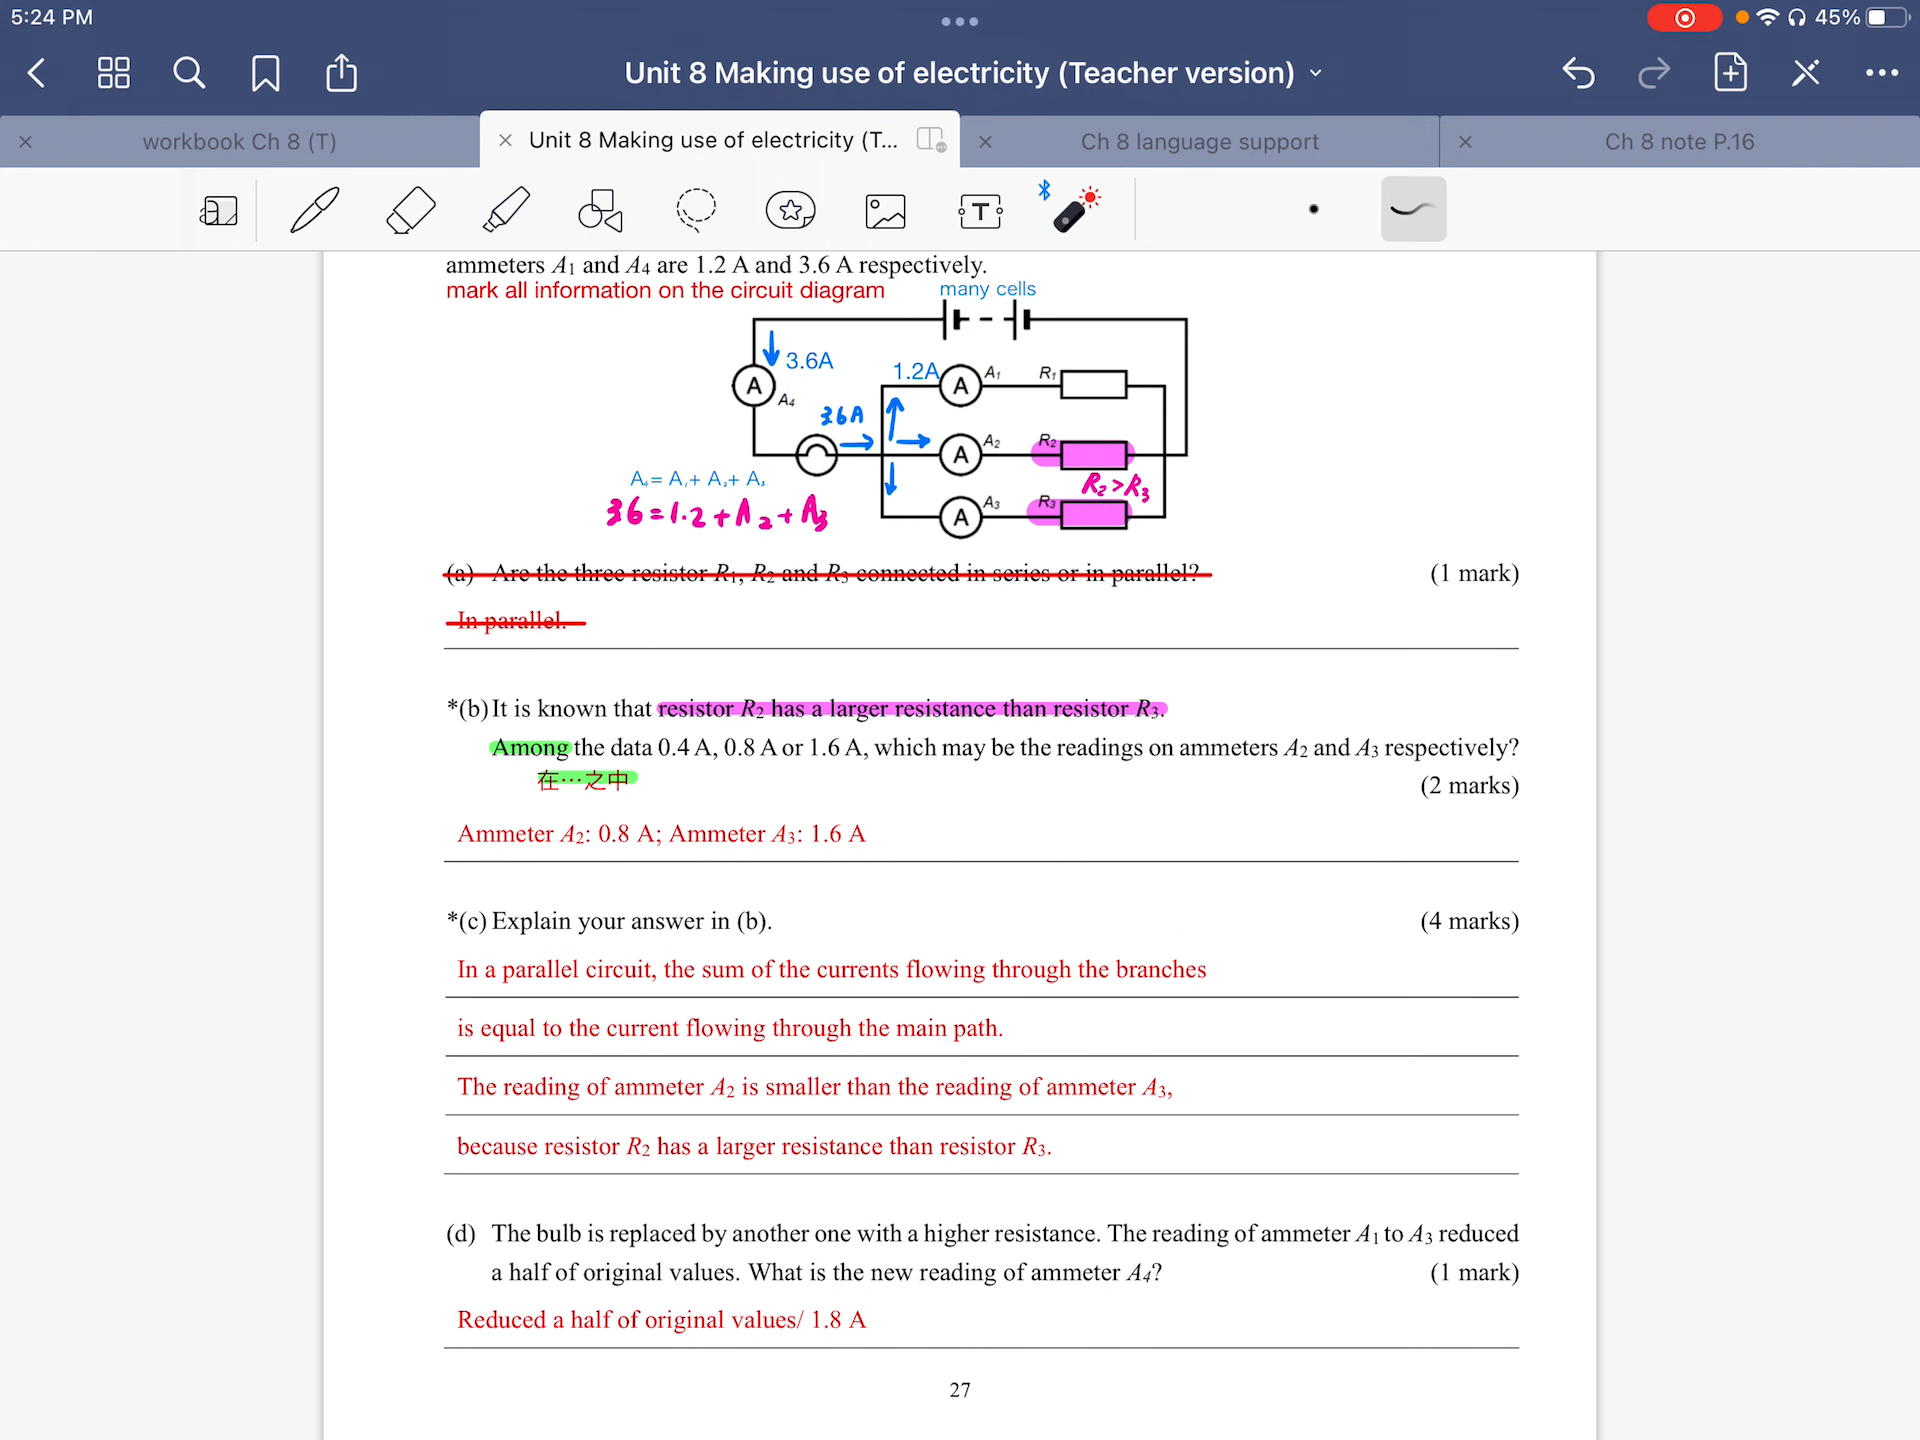 5:24 PM
45%
Unit 8 Making use of electricity (Teacher version)
workbook Ch 8 (T)
Unit 8 Making use of electricity (T...
Ch 8 language support
Ch 8 note P.16
ammeters A1 and A4 are 1.2 A and 3.6 A respectively.
mark all information on the circuit diagram
many cells
3.6A
1.2A
A A1
R1
A A4
3.6A
A A2
R2
A4= A1+ A2+ A3
R2>R3
3.6=1.2+A2+A3
A A3
R3
(a) Are the three resistor R1, R2 and R3 connected in series or in parallel? (1 mark)
In parallel.
*(b) It is known that resistor R2 has a larger resistance than resistor R3.
Among the data 0.4 A, 0.8 A or 1.6 A, which may be the readings on ammeters A2 and A3 respectively?
在⋯之中
(2 marks)
Ammeter A2: 0.8 A; Ammeter A3: 1.6 A
*(c) Explain your answer in (b). (4 marks)
In a parallel circuit, the sum of the currents flowing through the branches
is equal to the current flowing through the main path.
The reading of ammeter A2 is smaller than the reading of ammeter A3,
because resistor R2 has a larger resistance than resistor R3.
(d) The bulb is replaced by another one with a higher resistance. The reading of ammeter A1 to A3 reduced
a half of original values. What is the new reading of ammeter A4? (1 mark)
Reduced a half of original values/ 1.8 A
27